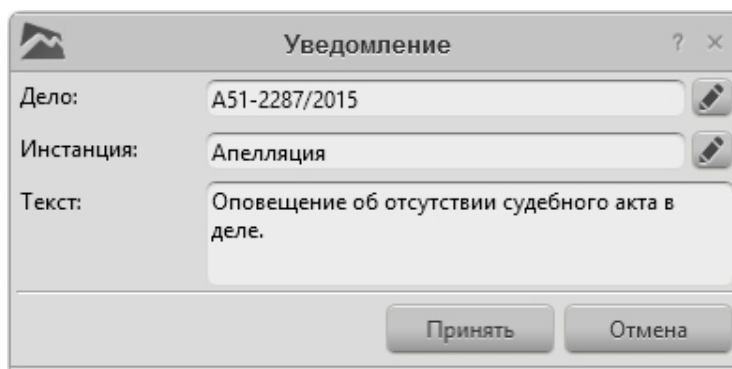 Уведомление ? ×
Дело: А51-2287/2015
Инстанция: Апелляция
Текст: Оповещение об отсутствии судебного акта в
деле.
Принять Отмена